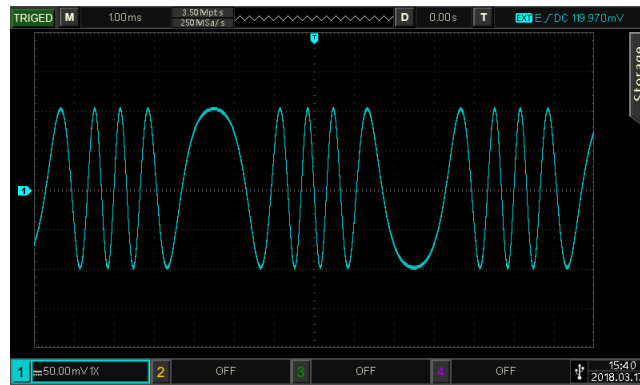 TRIGED M 1.00ms 3.50Mpts D 0.00s T EXT E DC 119.970mV
250MSa/s
T
Storage
1
1 50.00mV 1X 2 OFF 3 OFF 4 OFF 15:40
2018.03.1